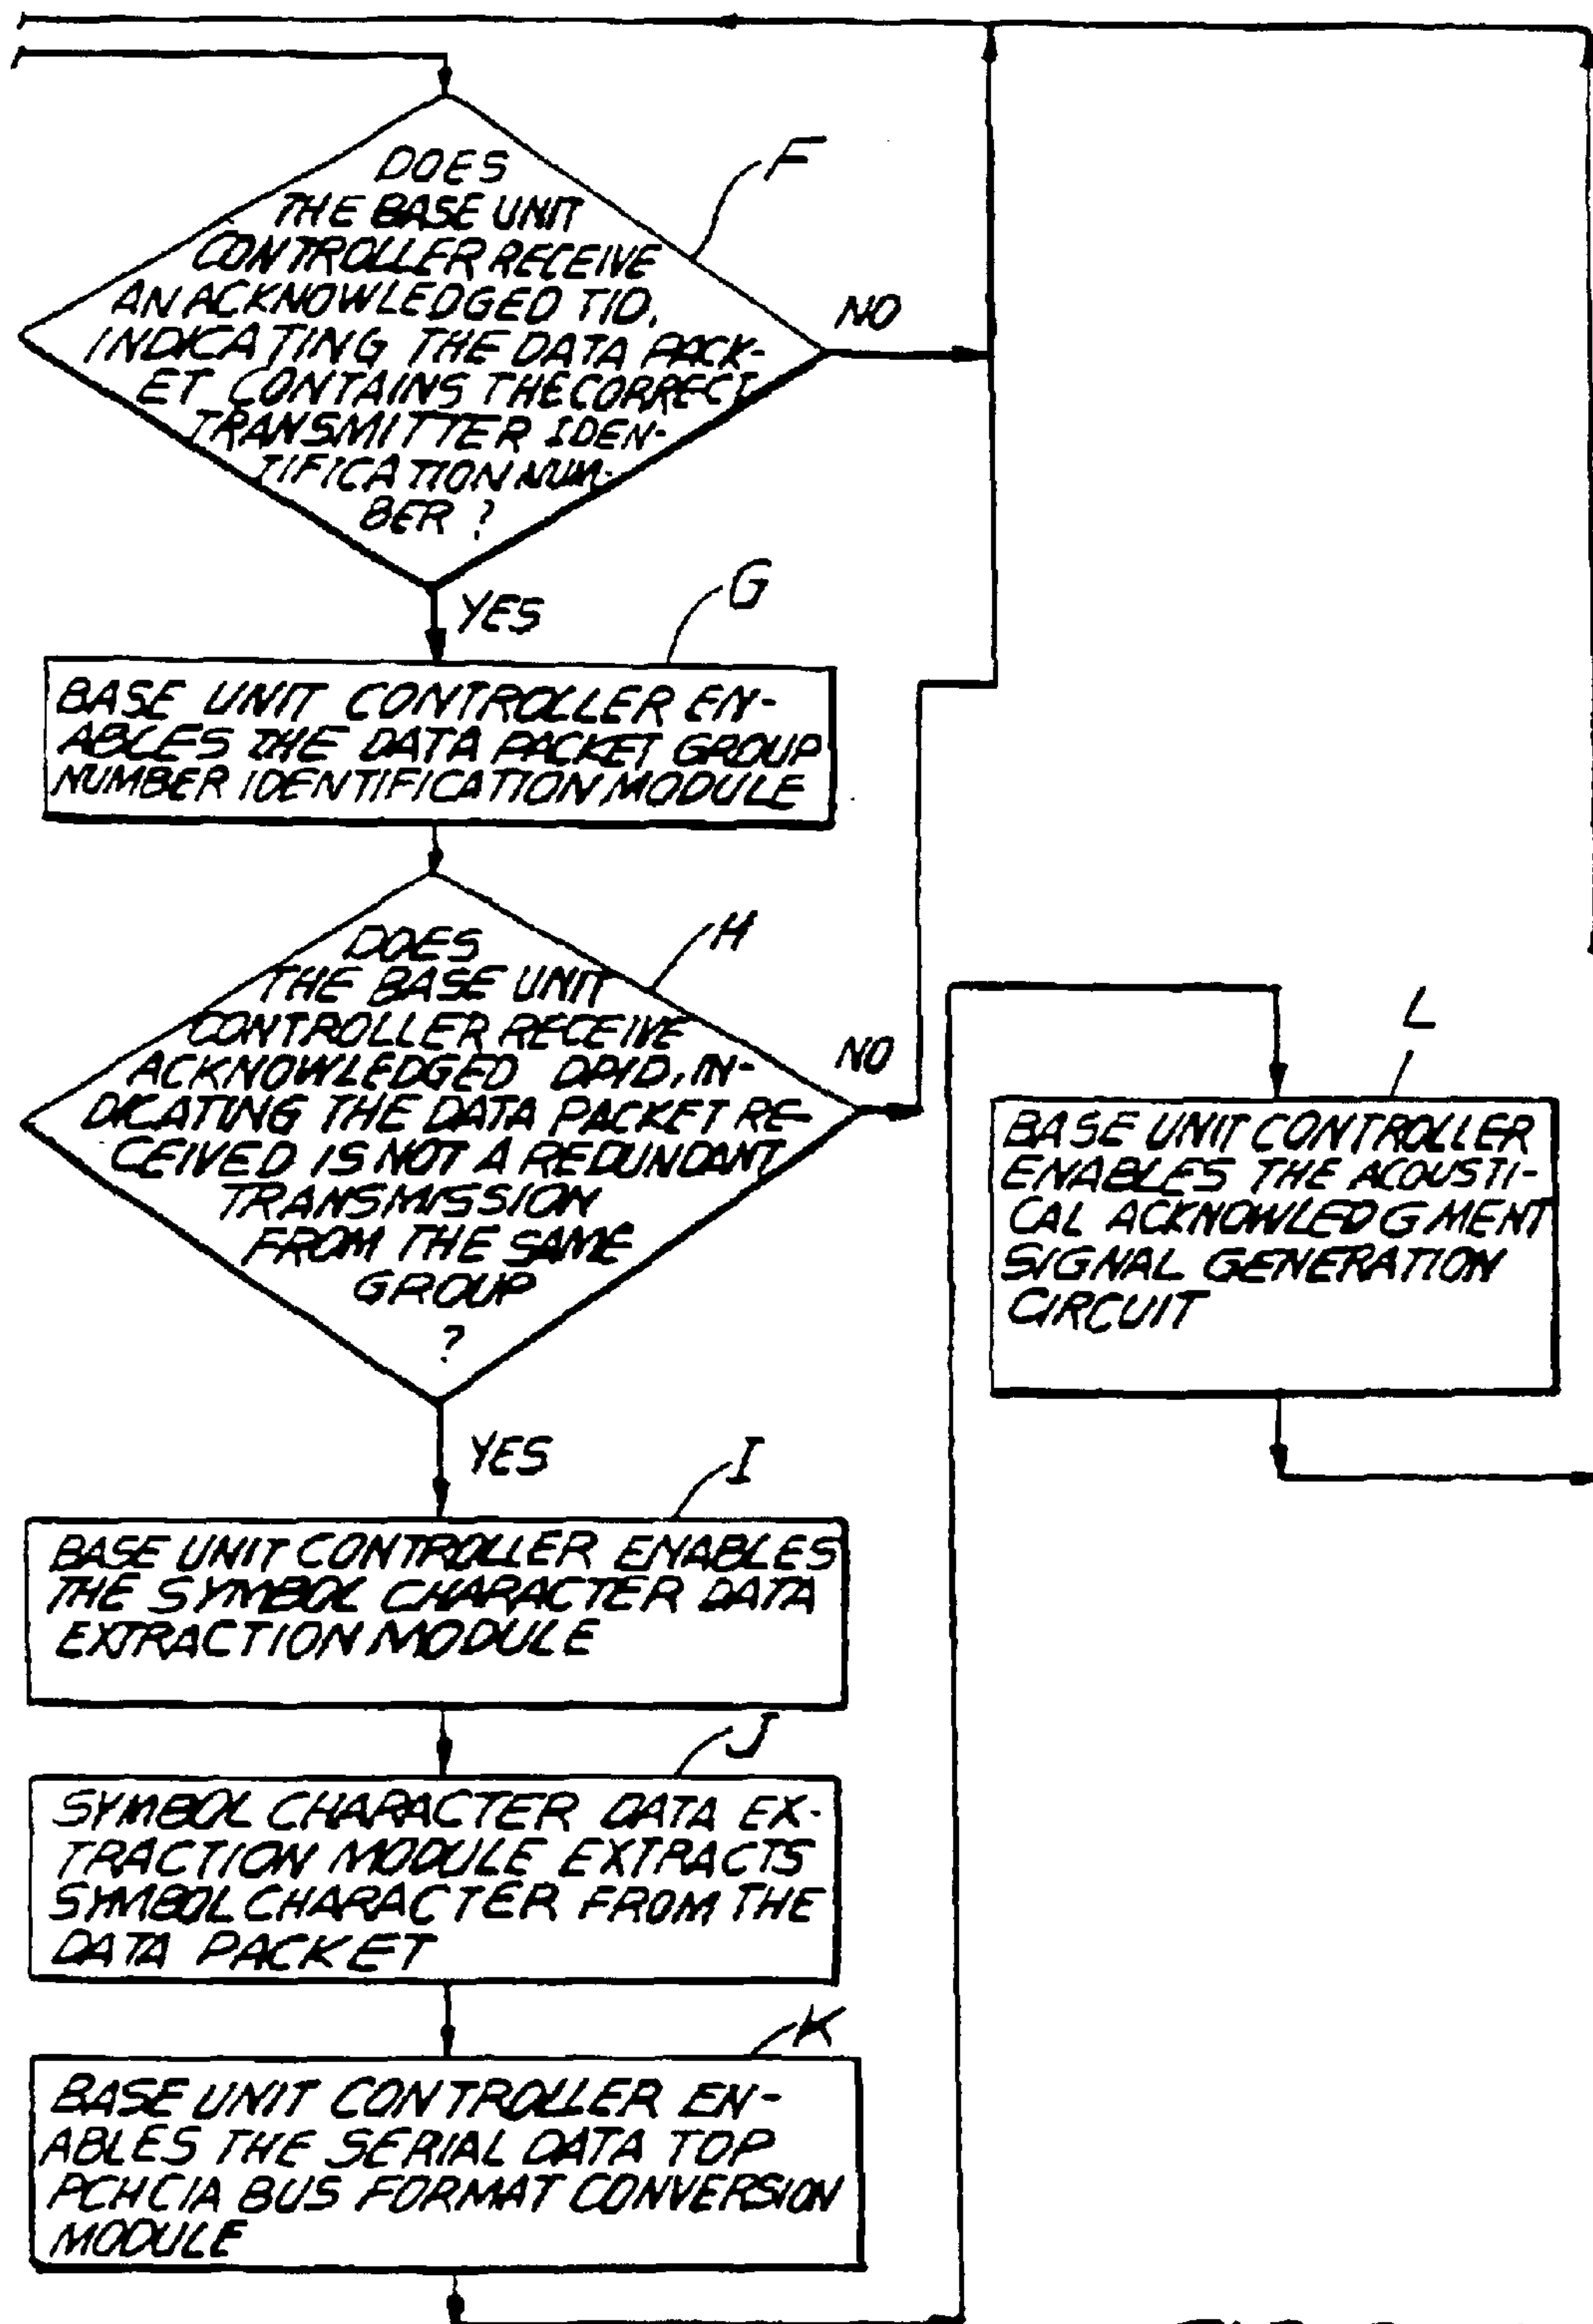 F
DOES
THE BASE UNIT
CONTROLLER RECEIVE
AN ACKNOWLEDGED TID,
INDICATING THE DATA PACK-
ET CONTAINS THE CORRECT
TRANSMITTER IDEN-
TIFICATION NUM-
BER ?
NO
YES
G
BASE UNIT CONTROLLER EN-
ABLES THE DATA PACKET GROUP
NUMBER IDENTIFICATION MODULE
H
DOES
THE BASE UNIT
CONTROLLER RECEIVE
ACKNOWLEDGED DPID, IN-
DICATING THE DATA PACKET RE-
CEIVED IS NOT A REDUNDANT
TRANSMISSION
FROM THE SAME
GROUP
?
NO
YES
I
BASE UNIT CONTROLLER ENABLES
THE SYMBOL CHARACTER DATA
EXTRACTION MODULE
J
SYMBOL CHARACTER DATA EX-
TRACTION MODULE EXTRACTS
SYMBOL CHARACTER FROM THE
DATA PACKET
K
BASE UNIT CONTROLLER EN-
ABLES THE SERIAL DATA TOP
PCHCIA BUS FORMAT CONVERSION
MODULE
L
BASE UNIT CONTROLLER
ENABLES THE ACOUSTI-
CAL ACKNOWLEDGMENT
SIGNAL GENERATION
CIRCUIT